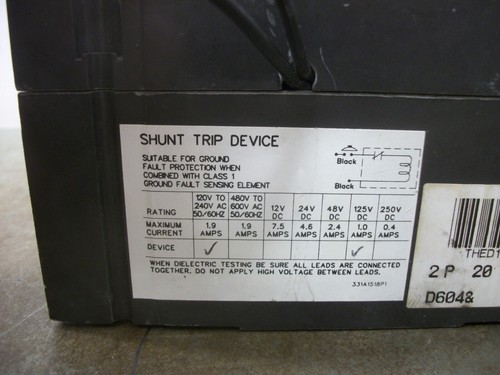 SHUNT TRIP DEVICE
SUITABLE FOR GROUND
FAULT PROTECTION WHEN
COMBINED WITH CLASS 1
GROUND FAULT SENSING ELEMENT
Black
Black
RATING 120V TO 240V AC 50/60HZ 480V TO 600V AC 50/60HZ 12V DC 24V DC 48V DC 125V DC 250V DC
MAXIMUM CURRENT 1.9 AMPS 1.9 AMPS 7.5 AMPS 4.6 AMPS 2.4 AMPS 1.0 AMPS 0.4 AMPS
DEVICE ✓ ✓
WHEN DIELECTRIC TESTING BE SURE ALL LEADS ARE CONNECTED
TOGETHER. DO NOT APPLY HIGH VOLTAGE BETWEEN LEADS.
331A1518P1
THED1
2 P 20
D604&